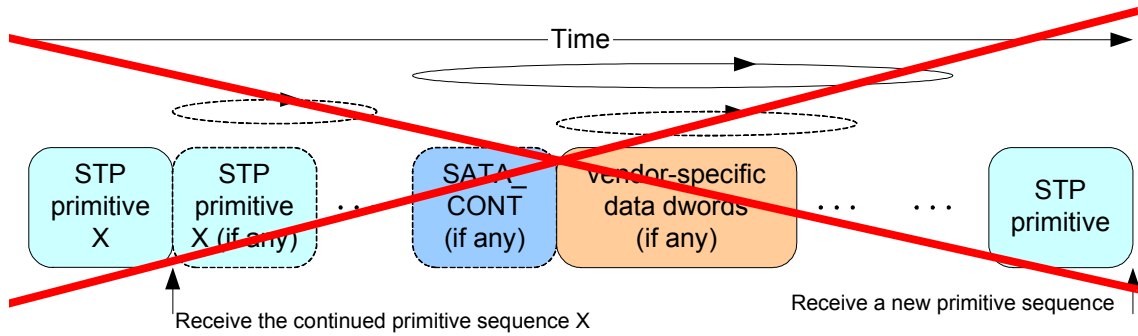 Time
STP
primitive
X
STP
primitive
X (if any)
. . .
SATA_
CONT
(if any)
vendor-specific
data dwords
(if any)
. . .
. . .
STP
primitive
Receive the continued primitive sequence X
Receive a new primitive sequence